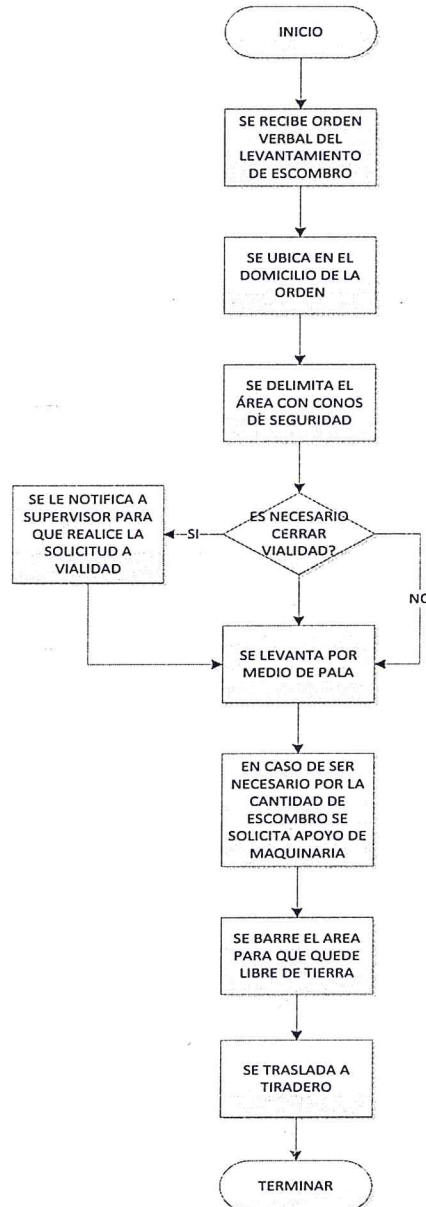 INICIO
SE RECIBE ORDEN
VERBAL DEL
LEVANTAMIENTO
DE ESCOMBRO
SE UBICA EN EL
DOMICILIO DE LA
ORDEN
SE DELIMITA EL
ÁREA CON CONOS
DE SEGURIDAD
ES NECESARIO
CERRAR
VIALIDAD?
SI
SE LE NOTIFICA A
SUPERVISOR PARA
QUE REALICE LA
SOLICITUD A
VIALIDAD
NO
SE LEVANTA POR
MEDIO DE PALA
EN CASO DE SER
NECESARIO POR LA
CANTIDAD DE
ESCOMBRO SE
SOLICITA APOYO DE
MAQUINARIA
SE BARRE EL AREA
PARA QUE QUEDE
LIBRE DE TIERRA
SE TRASLADA A
TIRADERO
TERMINAR